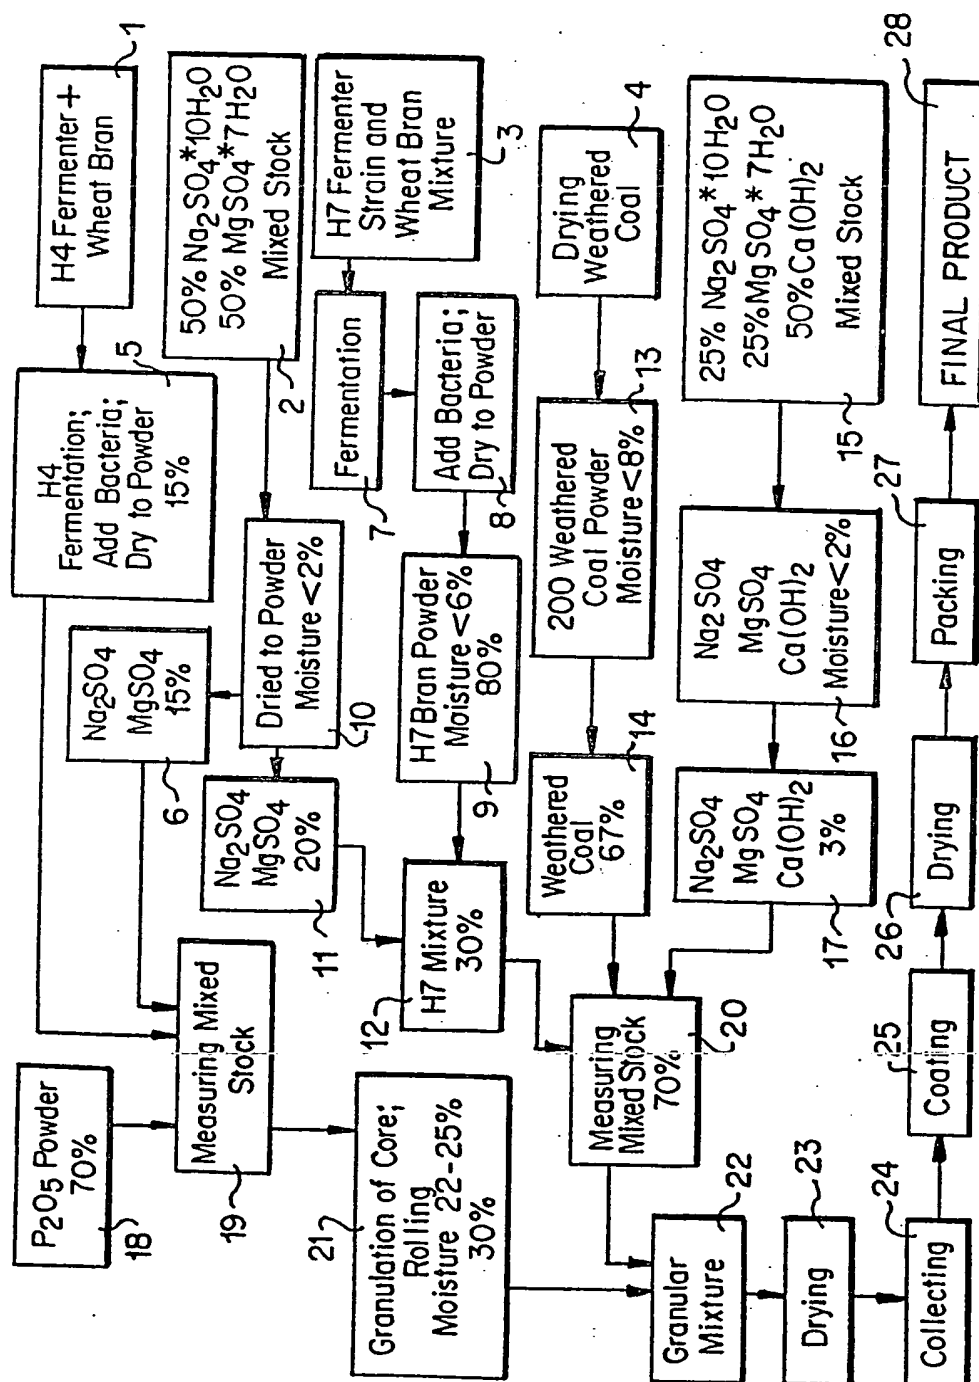 H4 Fermenter +
Wheat Bran
1
50% Na2SO4*10H2O
50% MgSO4*7H2O
Mixed Stock
2
H7 Fermenter
Strain and
Wheat Bran
Mixture
3
Drying
Weathered
Coal
4
H4
Fermentation;
Add Bacteria;
Dry to Powder
15%
5
Na2SO4
MgSO4
15%
6
Fermentation
7
Add Bacteria;
Dry to Powder
8
H7 Bran Powder
Moisture <6%
80%
9
Dried to Powder
Moisture <2%
10
Na2SO4
MgSO4
20%
11
H7 Mixture
30%
12
200 Weathered
Coal Powder
Moisture <8%
13
Weathered
Coal
67%
14
25% Na2SO4*10H2O
25% MgSO4*7H2O
50% Ca(OH)2
Mixed Stock
15
Na2SO4
MgSO4
Ca(OH)2
Moisture <2%
16
Na2SO4
MgSO4
Ca(OH)2
3%
17
P2O5 Powder
70%
18
Measuring Mixed
Stock
19
Measuring
Mixed Stock
70%
20
Granulation of Core;
Rolling
Moisture 22-25%
30%
21
Granular
Mixture
22
Drying
23
Collecting
24
Coating
25
Drying
26
Packing
27
FINAL PRODUCT
28